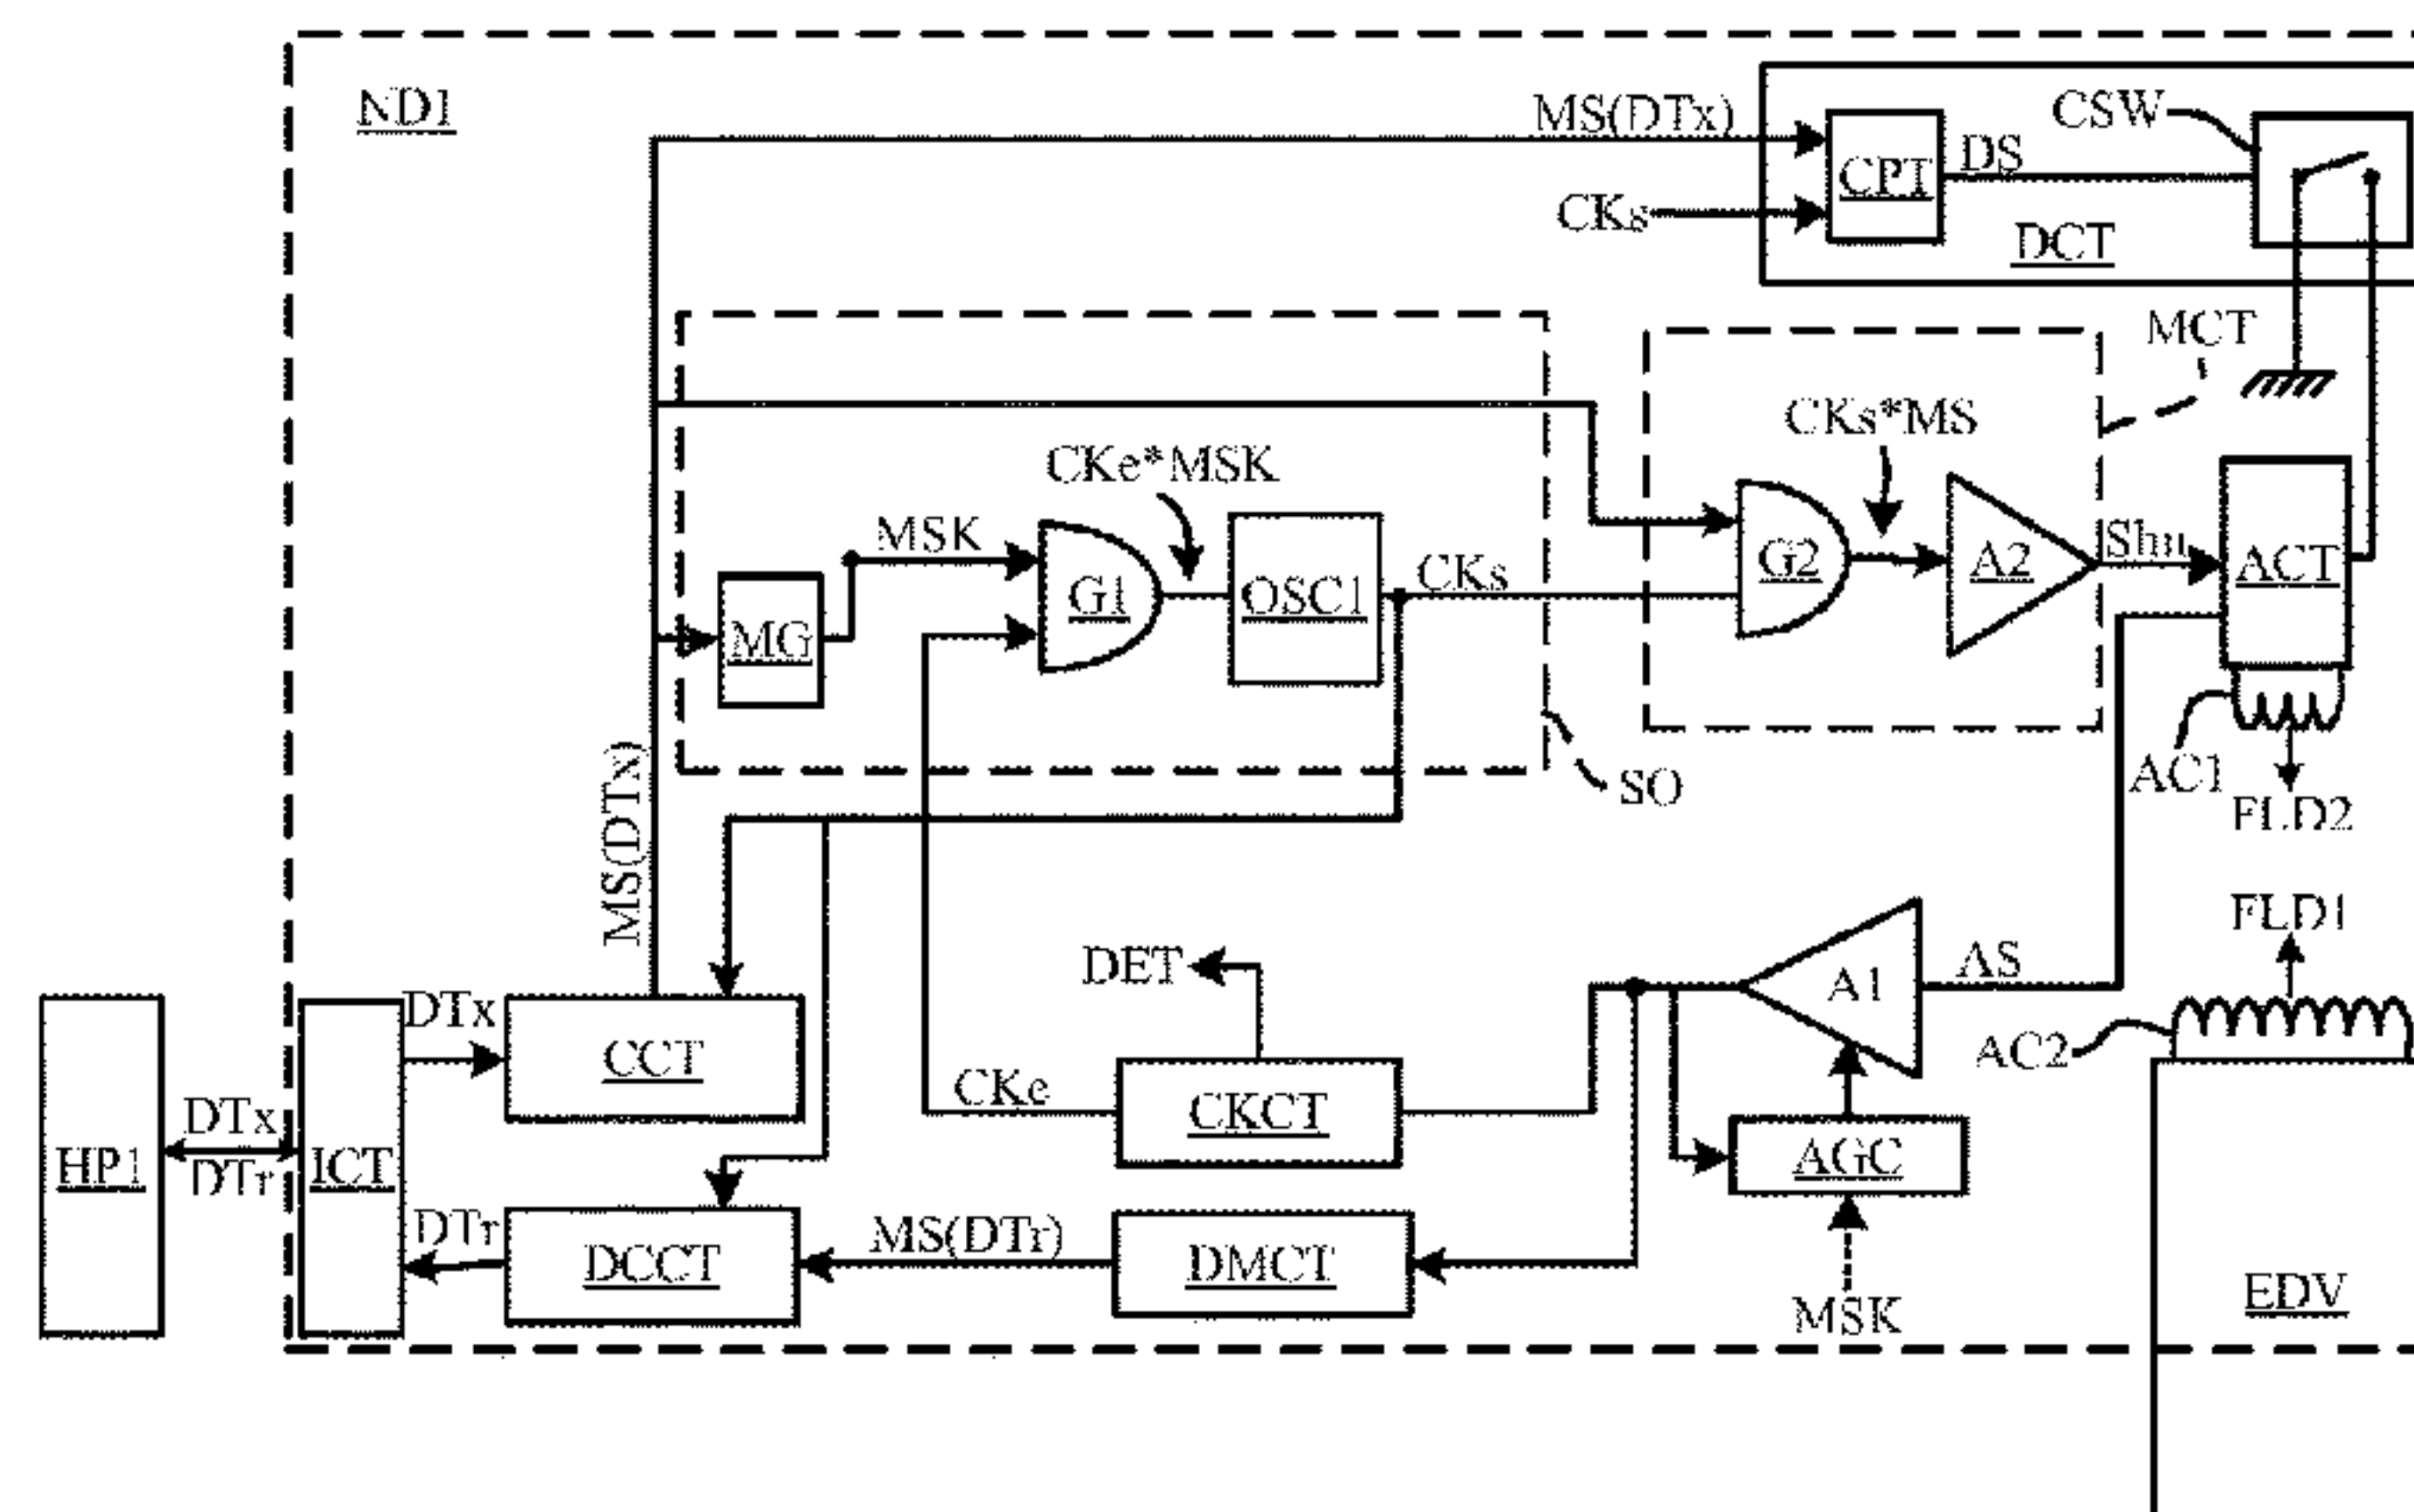 ND1
MS(DTx)
CSW
CPT
DS
CKs
DCT
MCT
CKs*MS
CKe*MSK
MSK
G1
OSC1
CKs
G2
A2
Shm
ACT
MG
AC1
SO
FLD2
MS(DTx)
FLD1
DET
A1
AS
DTx
CCT
AC2
CKe
CKCT
DTx
AGC
HP1
DTr
ICT
DTr
MS(DTr)
DCCT
DMCT
MSK
EDV